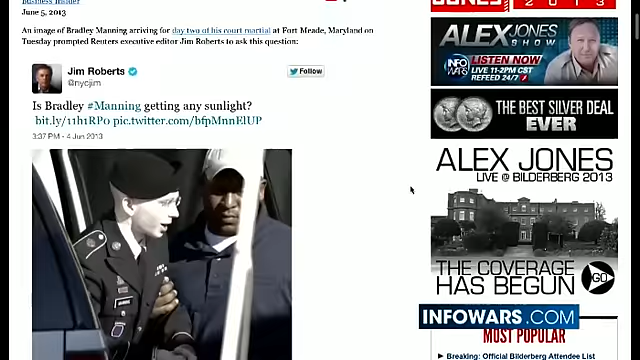 Business Insider
June 5, 2013
An image of Bradley Manning arriving for day two of his court martial at Fort Meade, Maryland on
Tuesday prompted Reuters executive editor Jim Roberts to ask this question:
Jim Roberts
@nycjim
Follow
Is Bradley #Manning getting any sunlight?
bit.ly/11h1RP0 pic.twitter.com/bfpMnnElUP
3:37 PM - 4 Jun 2013
JONES
2013
ALEX JONES
SHOW
INFO
WARS
LISTEN NOW
LIVE 11-2PM CST
REFEED 24/7
THE BEST SILVER DEAL
EVER
ALEX JONES
LIVE @ BILDERBERG 2013
THE COVERAGE
HAS BEGUN
GO
INFOWARS.COM
MOST POPULAR
Breaking: Official Bilderberg Attendee List